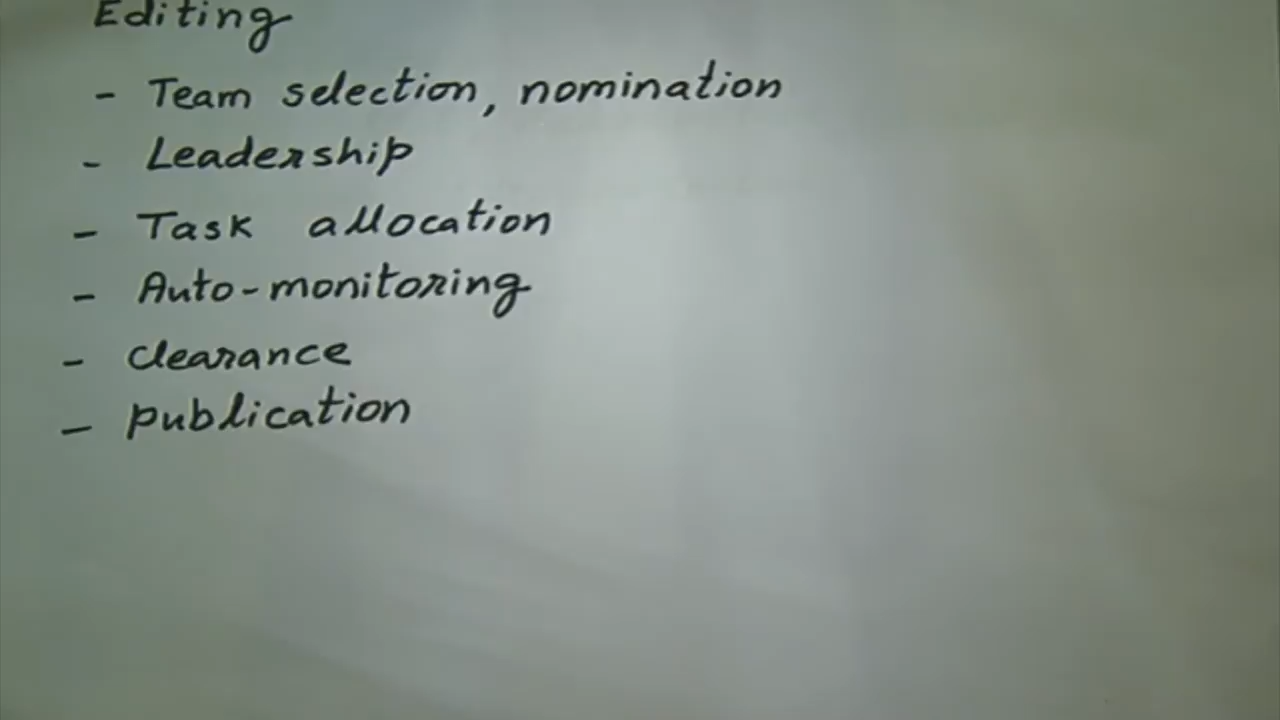 Editing
- Team selection, nomination
- Leadership
- Task allocation
- Auto-monitoring
- clearance
- publication